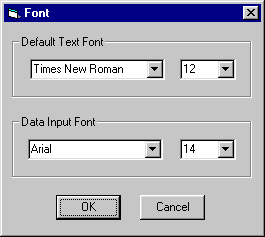 Font
Default Text Font
Times New Roman 12
Data Input Font
Arial 14
OK Cancel